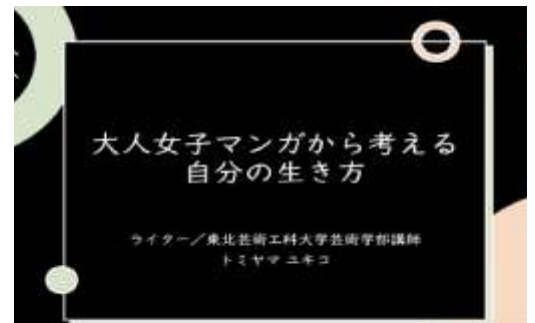 大人女子マンガから考える
自分の生き方
ライター／東北芸術工科大学芸術学部講師
トミヤマ ユキコ